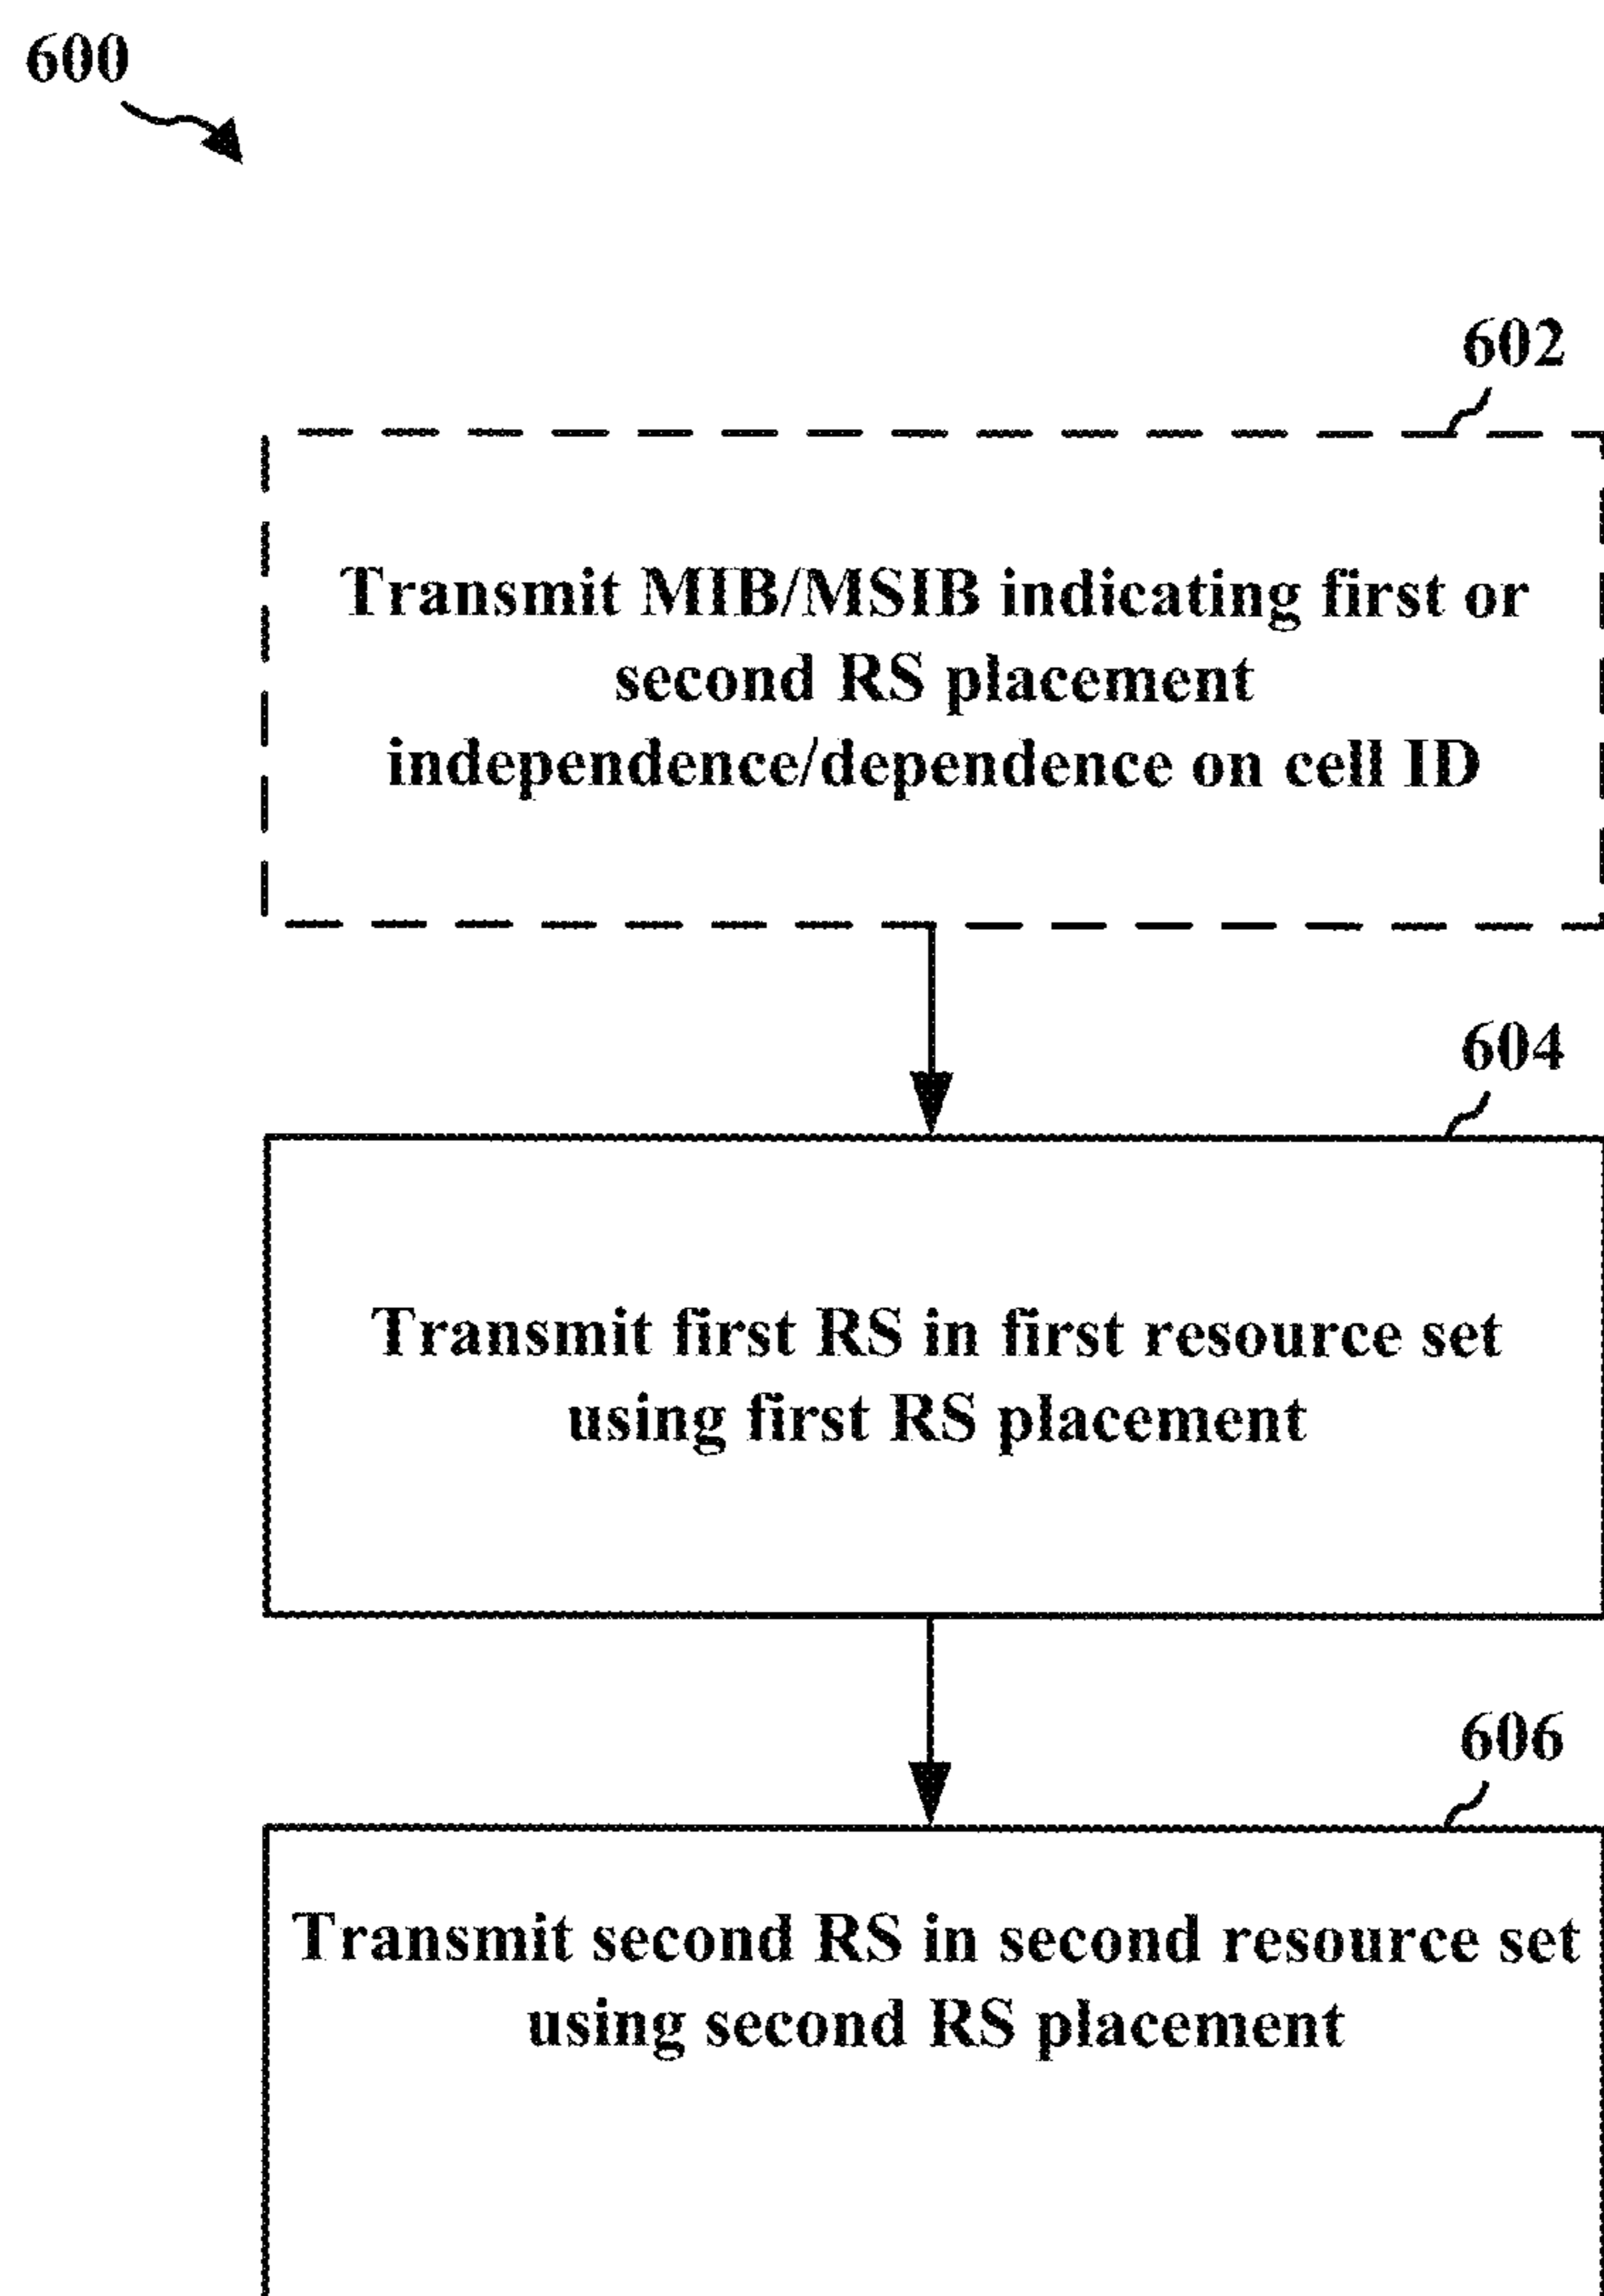 600
602
Transmit MIB/MSIB indicating first or
second RS placement
independence/dependence on cell ID
604
Transmit first RS in first resource set
using first RS placement
606
Transmit second RS in second resource set
using second RS placement